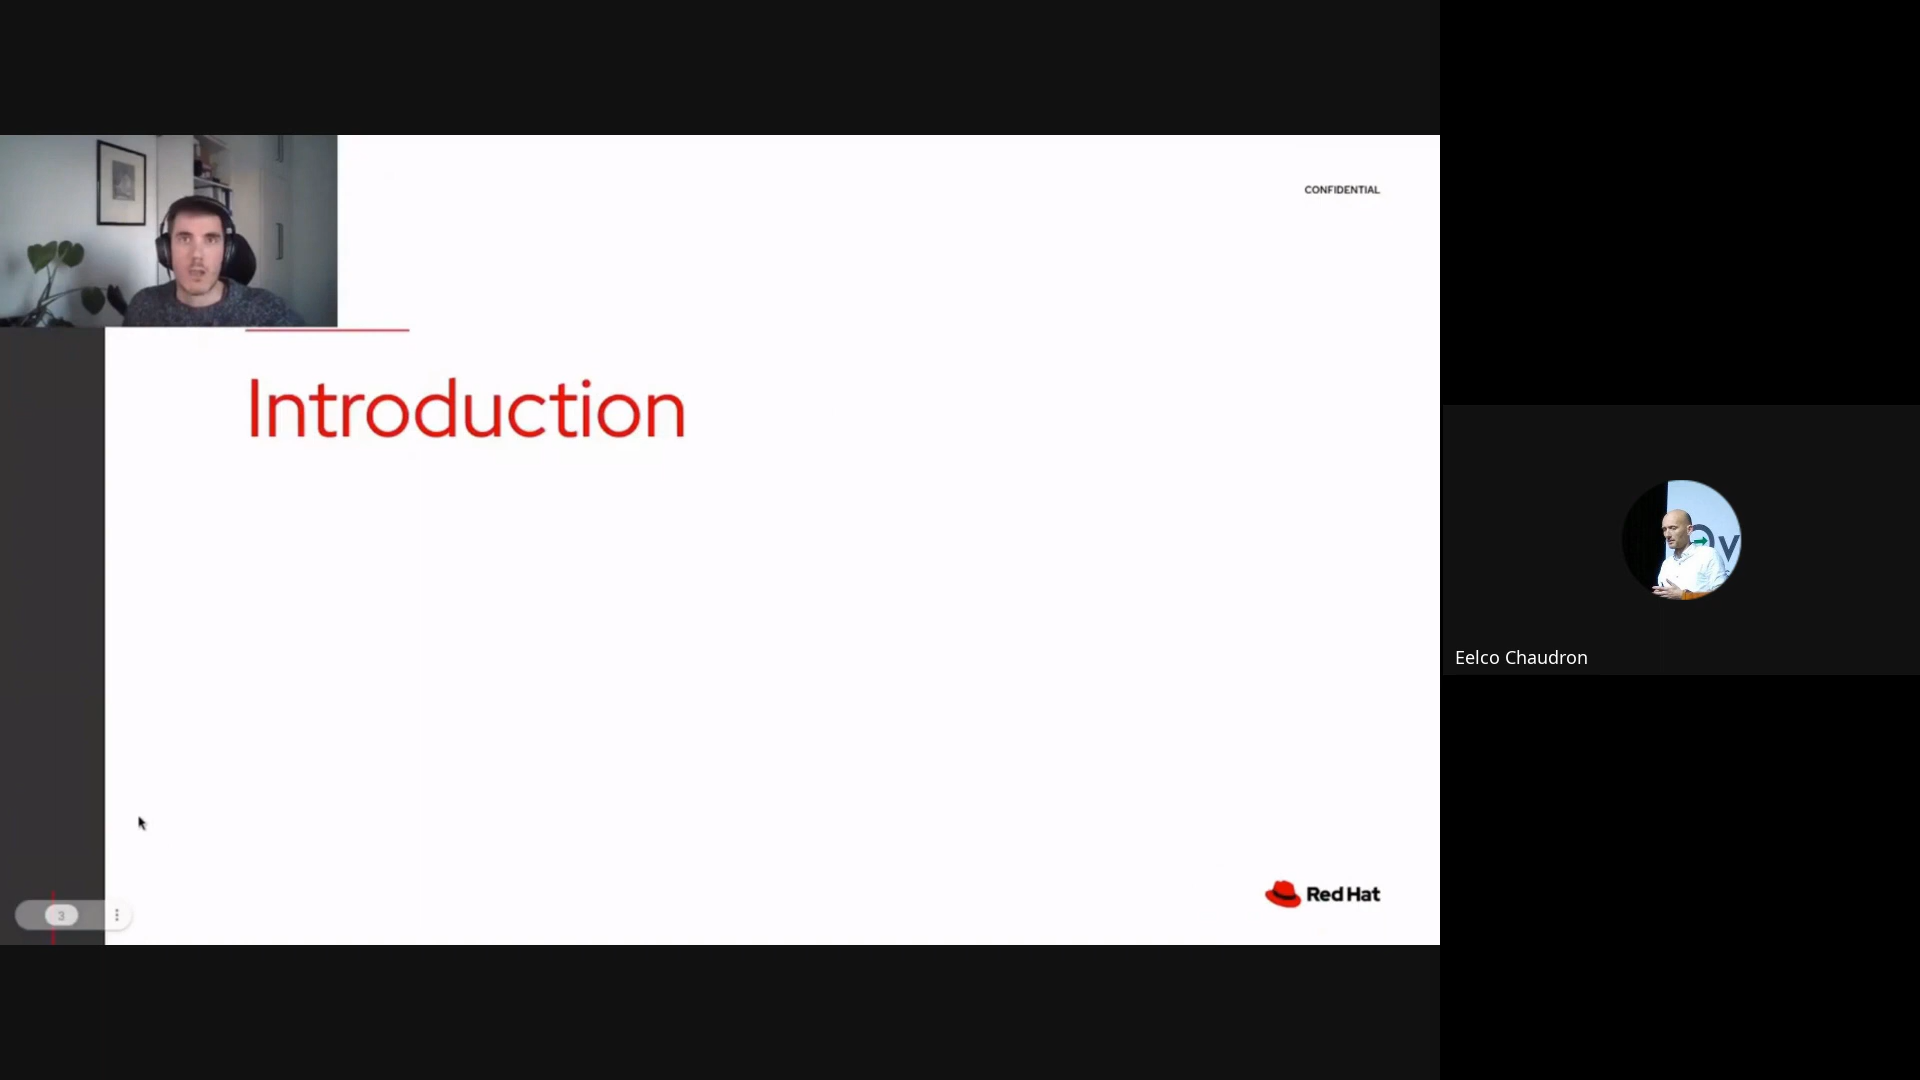 CONFIDENTIAL
Introduction
v
Eelco Chaudron
3
Red Hat